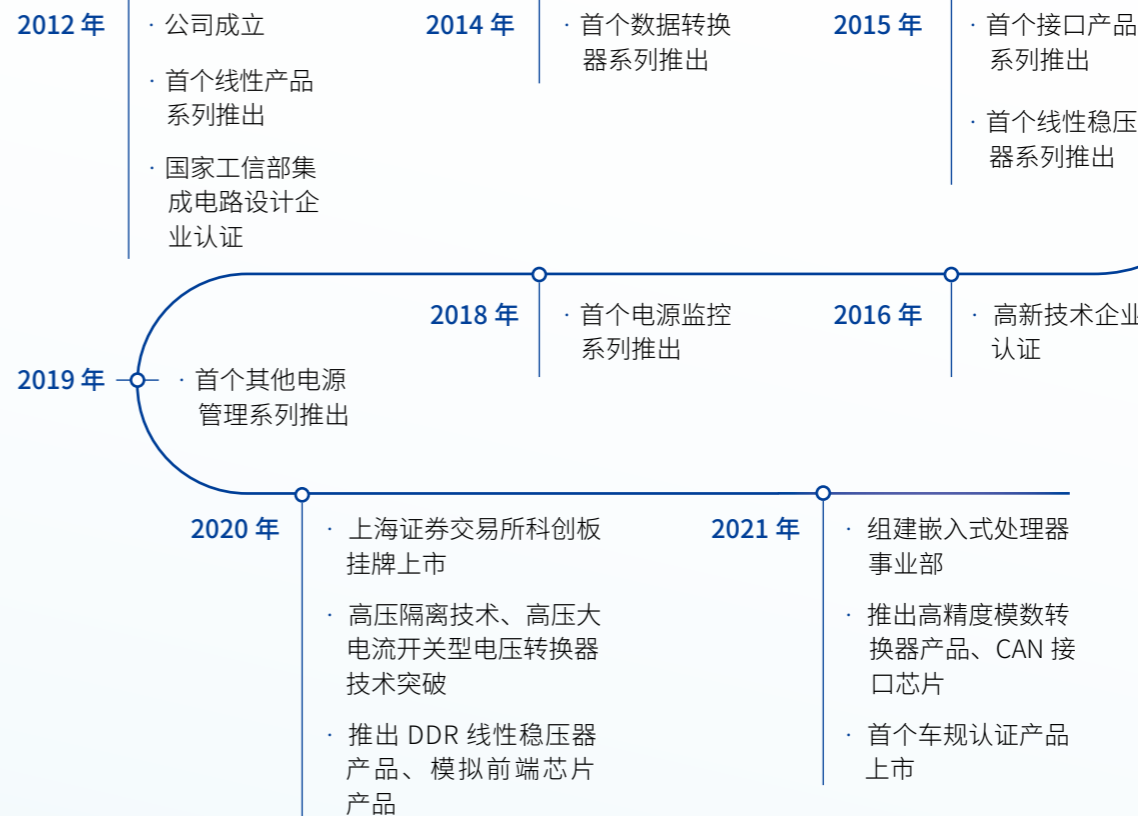 2012 年
· 公司成立
· 首个线性产品
系列推出
· 国家工信部集
成电路设计企
业认证
2014 年
· 首个数据转换
器系列推出
2015 年
· 首个接口产品
系列推出
· 首个线性稳压
器系列推出
2016 年
· 高新技术企业
认证
2018 年
· 首个电源监控
系列推出
2019 年
· 首个其他电源
管理系列推出
2020 年
· 上海证券交易所科创板
挂牌上市
· 高压隔离技术、高压大
电流开关型电压转换器
技术突破
· 推出 DDR 线性稳压器
产品、模拟前端芯片
产品
2021 年
· 组建嵌入式处理器
事业部
· 推出高精度模数转
换器产品、CAN 接
口芯片
· 首个车规认证产品
上市